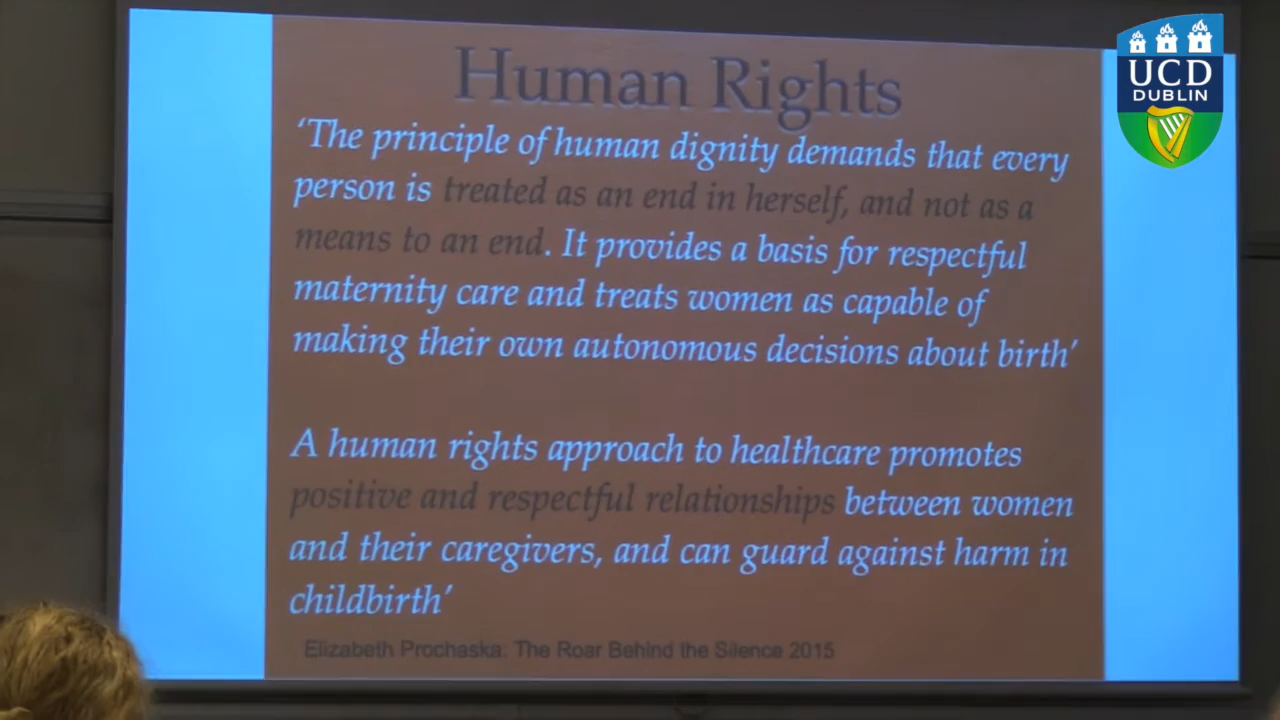 Human Rights
‘The principle of human dignity demands that every
person is treated as an end in herself, and not as a
means to an end. It provides a basis for respectful
maternity care and treats women as capable of
making their own autonomous decisions about birth’
A human rights approach to healthcare promotes
positive and respectful relationships between women
and their caregivers, and can guard against harm in
childbirth’
Elizabeth Prochaska: The Roar Behind the Silence 2015
UCD
DUBLIN